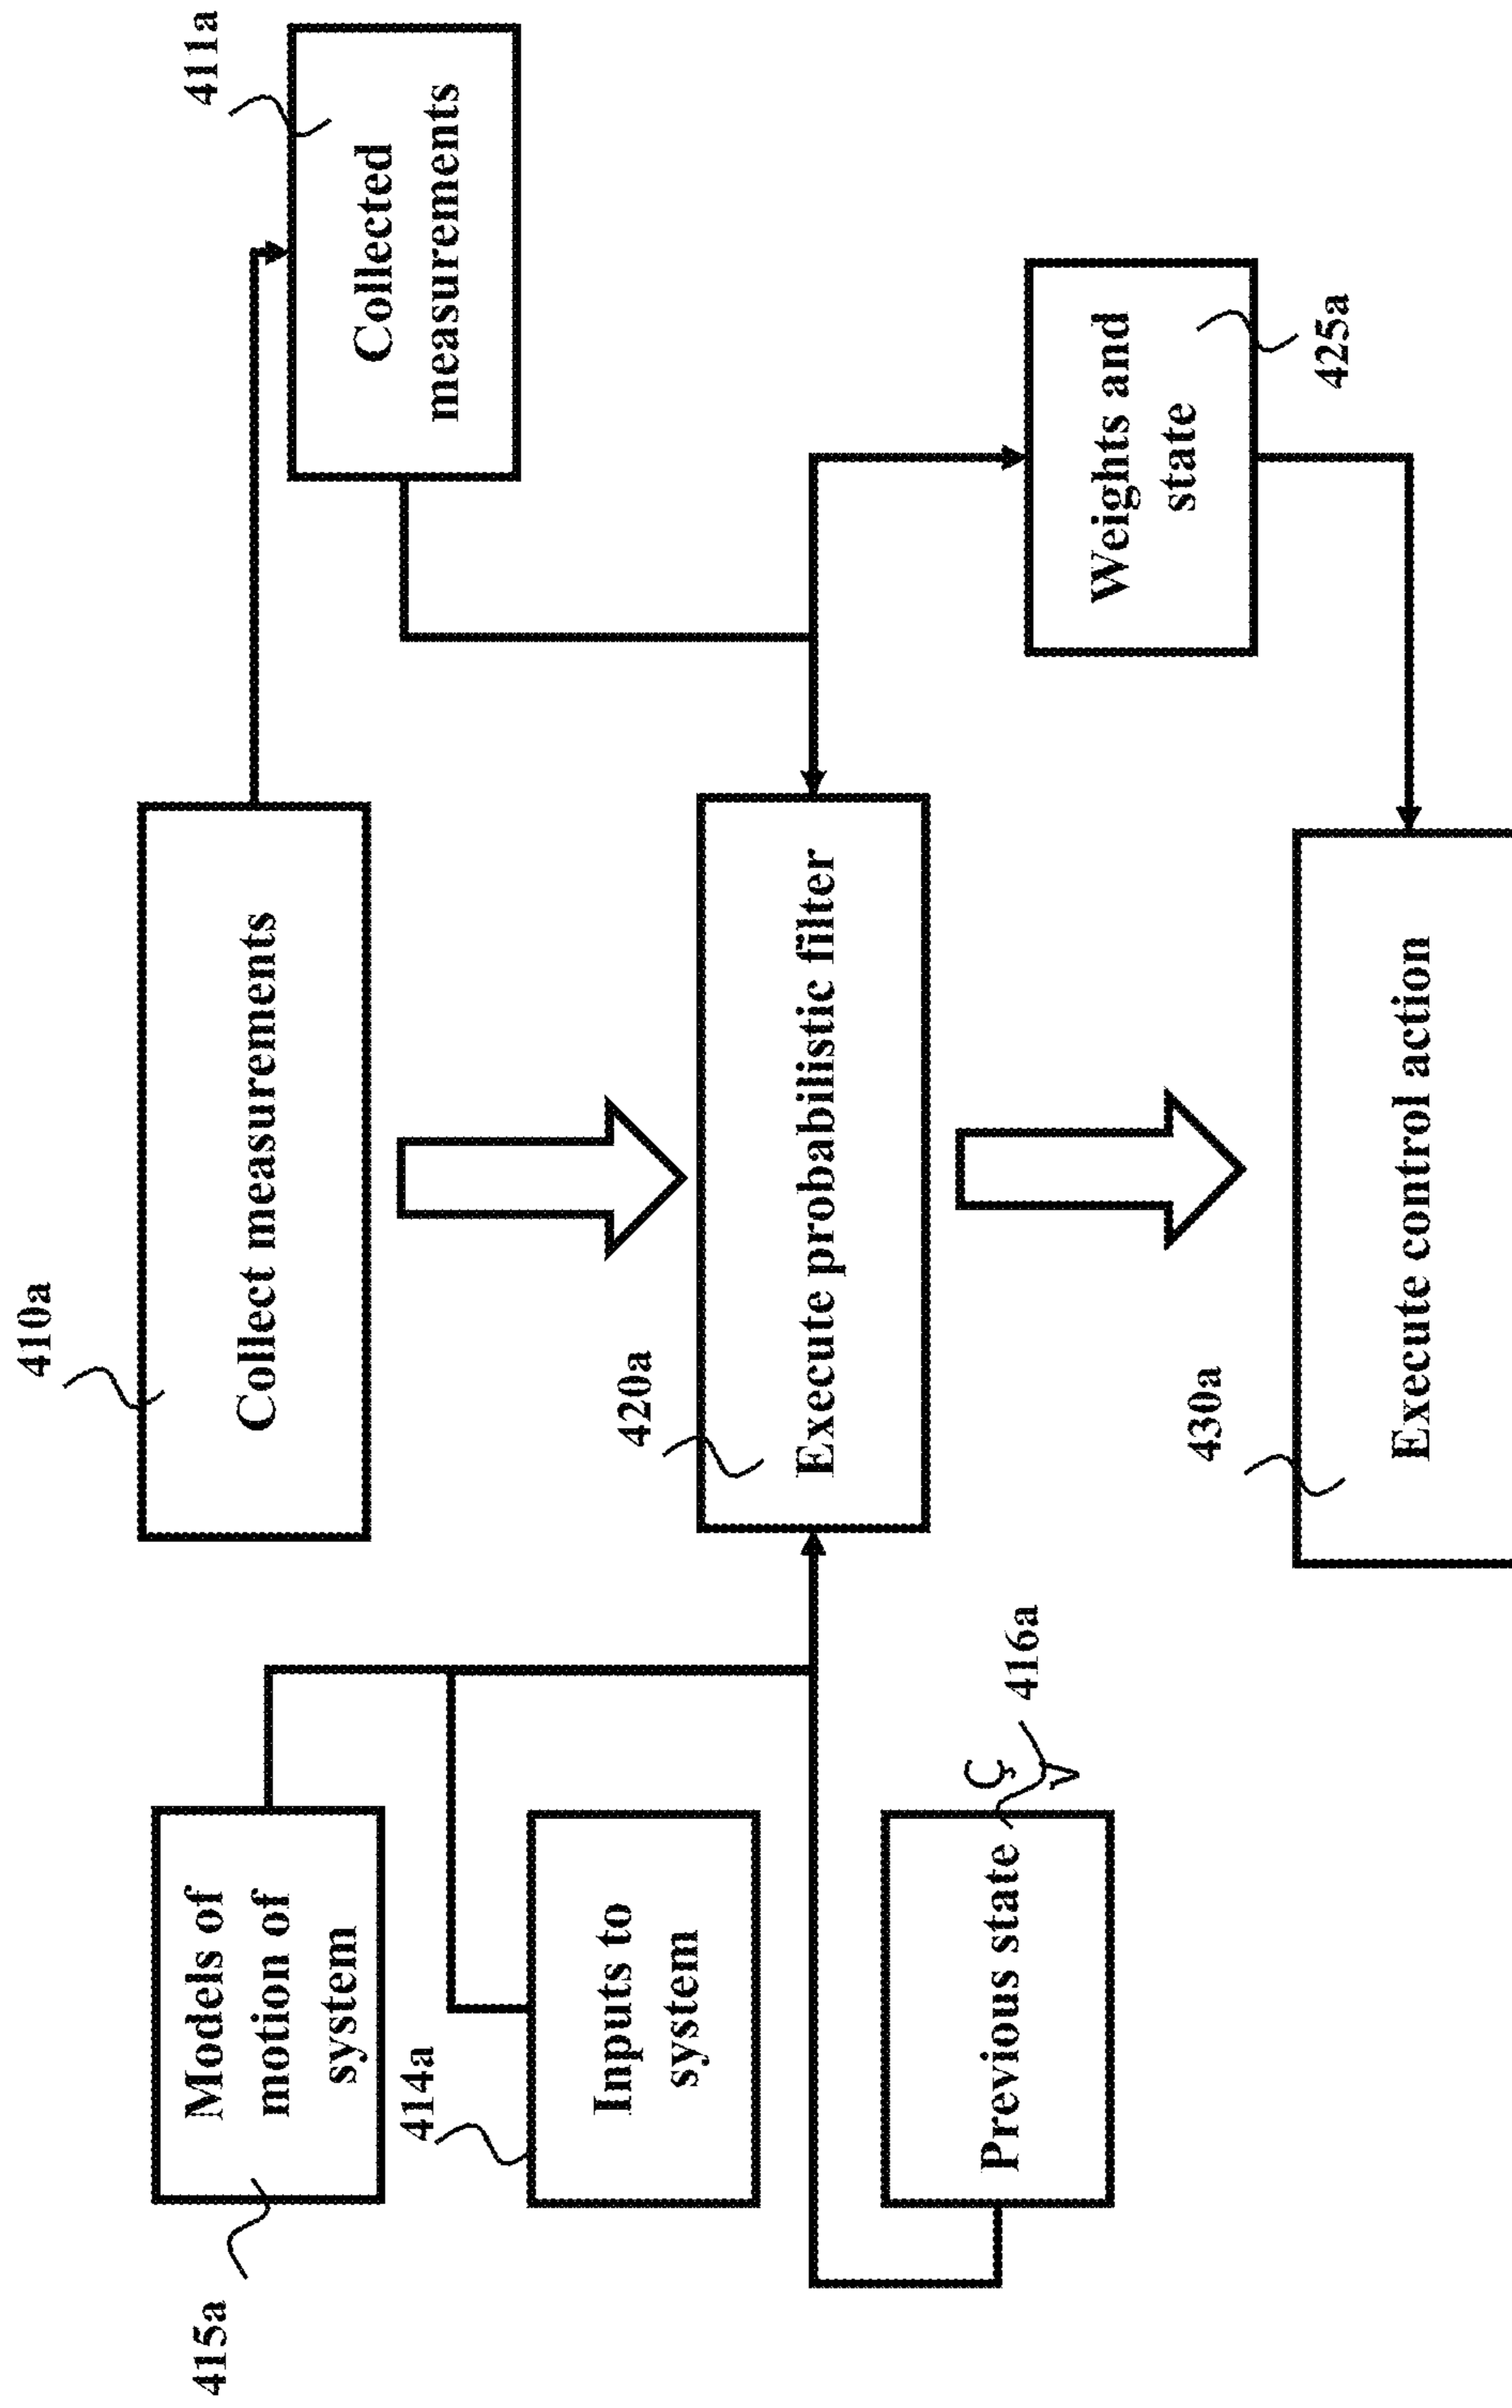 410a
Collect measurements
411a
Collected
measurements
415a
Models of
motion of
system
414a
Inputs to
system
420a
Execute probabilistic filter
416a
Previous state
Weights and
state
425a
430a
Execute control action